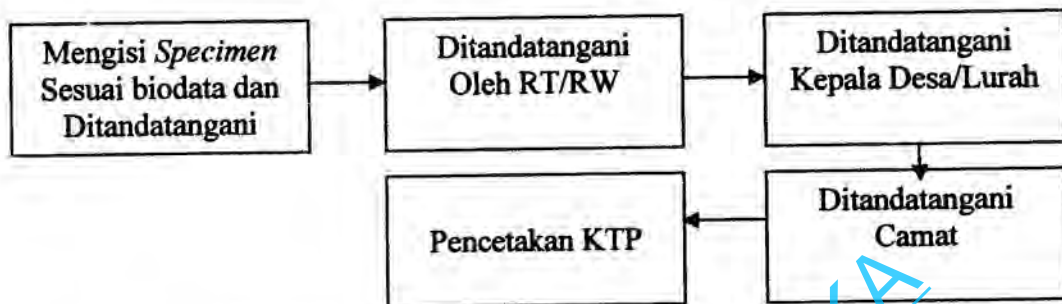 Mengisi Specimen
Sesuai biodata dan
Ditandatangani
Ditandatangani
Oleh RT/RW
Ditandatangani
Kepala Desa/Lurah
Ditandatangani
Camat
Pencetakan KTP